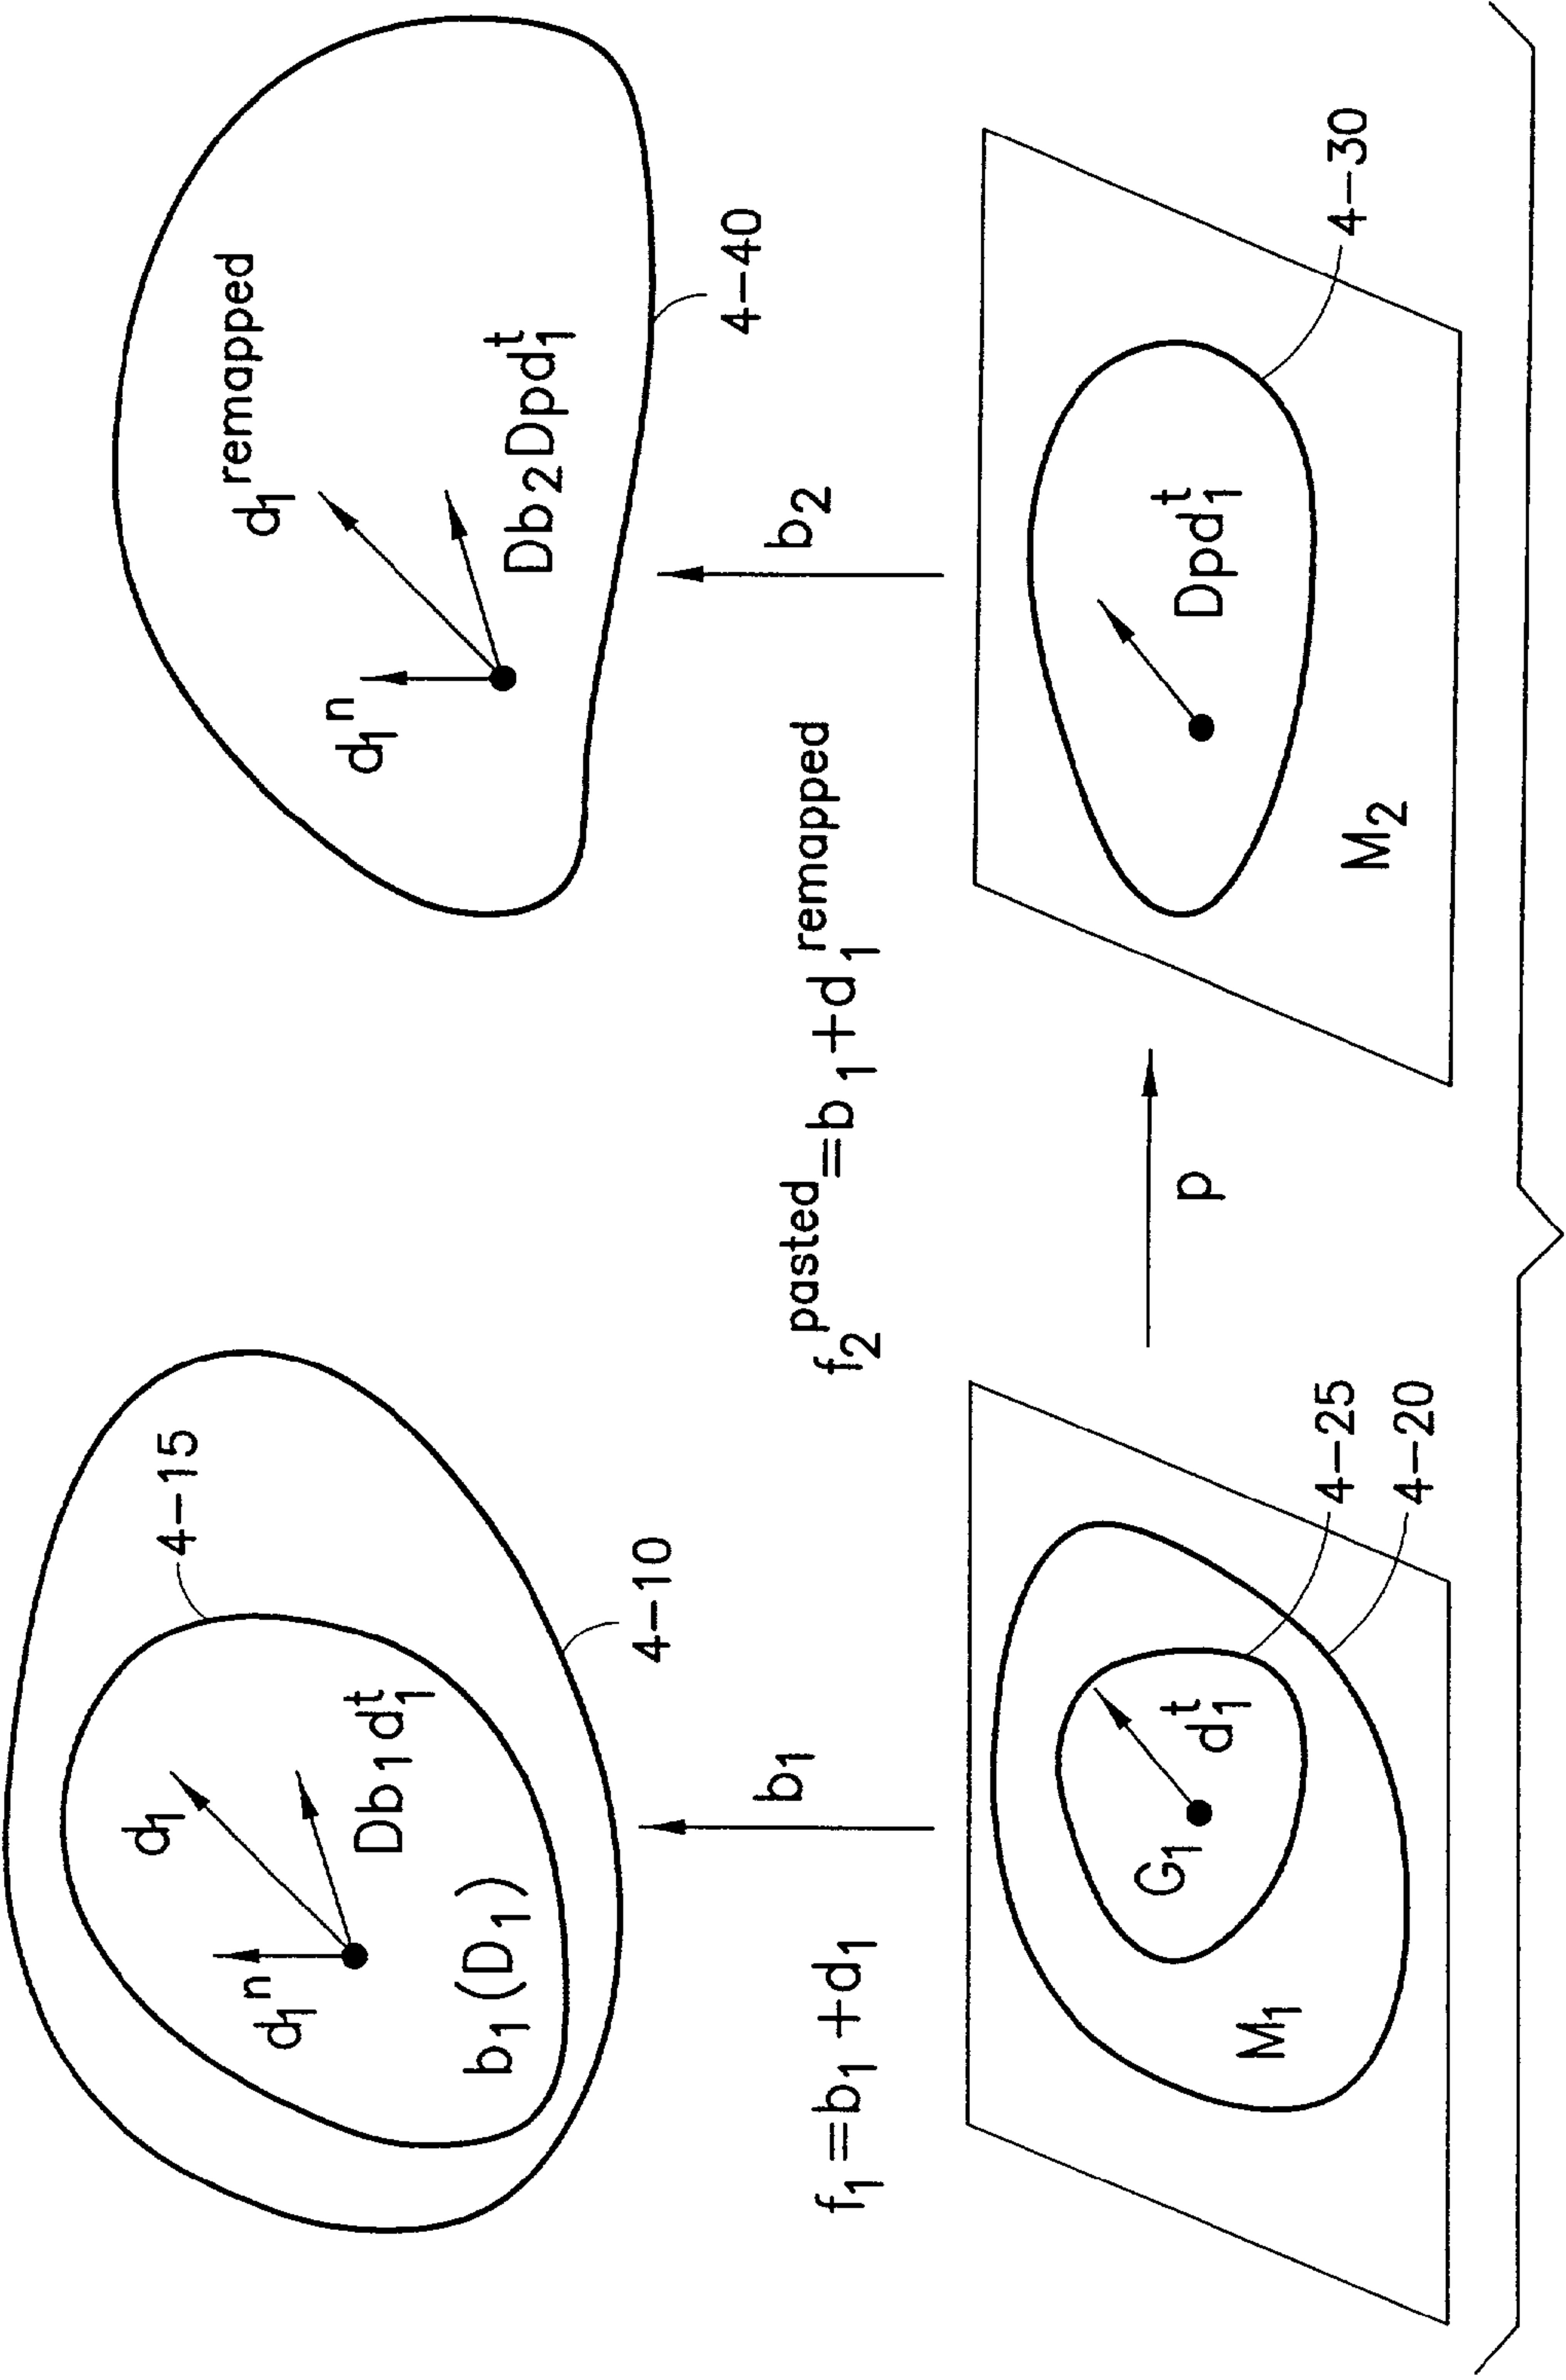 4-15
d₁
d₁ⁿ
Db₁d₁ᵗ
b₁(D₁)
4-10
d₁ʳᵉᵐᵃᵖᵖᵉᵈ
d₁ⁿ
Db₂Dpd₁ᵗ
4-40
f₁=b₁+d₁
b₁
f₂ᵖᵃˢᵗᵉᵈ=b₁+d₁ʳᵉᵐᵃᵖᵖᵉᵈ
b₂
G₁
d₁ᵗ
M₁
4-25
4-20
p
Dpd₁ᵗ
M₂
4-30